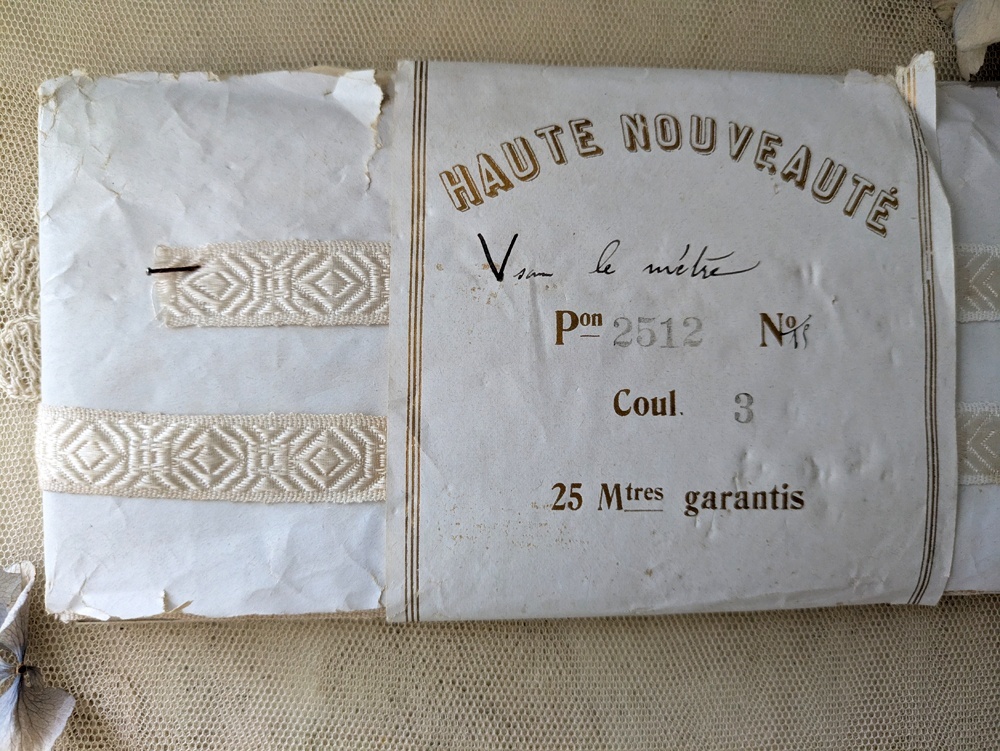 HAUTE NOUVEAUTÉ
le mètre
Pon 2512 No
Coul. 3
25 Mtres garantis